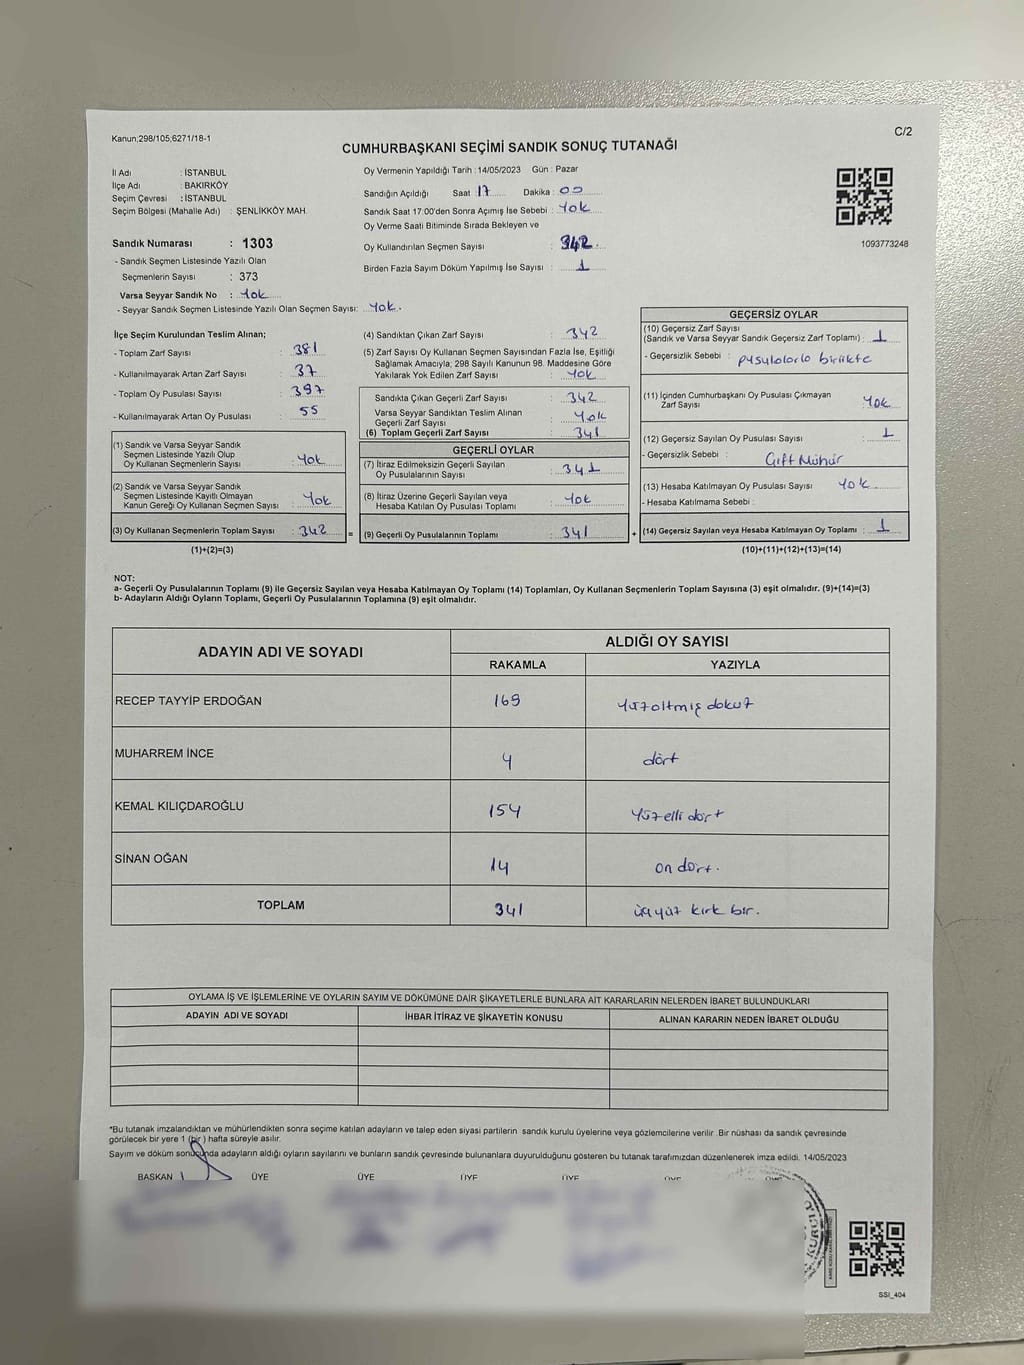 Kanun;298/105;6271/18-1
C/2
CUMHURBAŞKANI SEÇİMİ SANDIK SONUÇ TUTANAĞI
İl Adı : İSTANBUL
İlçe Adı : BAKIRKÖY
Seçim Çevresi : İSTANBUL
Seçim Bölgesi (Mahalle Adı) : ŞENLİKKÖY MAH.
Sandık Numarası : 1303
- Sandık Seçmen Listesinde Yazılı Olan
Seçmenlerin Sayısı : 373
Varsa Seyyar Sandık No : Yok
- Seyyar Sandık Seçmen Listesinde Yazılı Olan Seçmen Sayısı: Yok.
Oy Vermenin Yapıldığı Tarih : 14/05/2023 Gün : Pazar
Sandığın Açıldığı Saat : 17 Dakika : 00
Sandık Saat 17:00'den Sonra Açımış İse Sebebi : Yok
Oy Verme Saati Bitiminde Sırada Bekleyen ve
Oy Kullandırılan Seçmen Sayısı : 342
Birden Fazla Sayım Döküm Yapılmış İse Sayısı : 1
1093773248
İlçe Seçim Kurulundan Teslim Alınan;
- Toplam Zarf Sayısı : 381
- Kullanılmayarak Artan Zarf Sayısı : 37
- Toplam Oy Pusulası Sayısı : 397
- Kullanılmayarak Artan Oy Pusulası : 55
(1) Sandık ve Varsa Seyyar Sandık
Seçmen Listesinde Yazılı Olup
Oy Kullanan Seçmenlerin Sayısı : Yok
(2) Sandık ve Varsa Seyyar Sandık
Seçmen Listesinde Kayıtlı Olmayan
Kanun Gereği Oy Kullanan Seçmen Sayısı : Yok
(3) Oy Kullanan Seçmenlerin Toplam Sayısı : 342
(1)+(2)=(3)
(4) Sandıktan Çıkan Zarf Sayısı : 342
(5) Zarf Sayısı Oy Kullanan Seçmen Sayısından Fazla İse, Eşitliği
Sağlamak Amacıyla; 298 Sayılı Kanunun 98. Maddesine Göre
Yakılarak Yok Edilen Zarf Sayısı : Yok
Sandıkta Çıkan Geçerli Zarf Sayısı : 342
Varsa Seyyar Sandıktan Teslim Alınan
Geçerli Zarf Sayısı : Yok
(6) Toplam Geçerli Zarf Sayısı : 341
GEÇERLİ OYLAR
(7) İtiraz Edilmeksizin Geçerli Sayılan
Oy Pusulalarının Sayısı : 341
(8) İtiraz Üzerine Geçerli Sayılan veya
Hesaba Katılan Oy Pusulası Toplamı : Yok
= (9) Geçerli Oy Pusulalarının Toplamı : 341
GEÇERSİZ OYLAR
(10) Geçersiz Zarf Sayısı
(Sandık ve Varsa Seyyar Sandık Geçersiz Zarf Toplamı) : 1
- Geçersizlik Sebebi : pusulalarla birlikte
(11) İçinden Cumhurbaşkanı Oy Pusulası Çıkmayan
Zarf Sayısı : Yok
(12) Geçersiz Sayılan Oy Pusulası Sayısı : 1
- Geçersizlik Sebebi : Çift Mühür
(13) Hesaba Katılmayan Oy Pusulası Sayısı : Yok
- Hesaba Katılmama Sebebi :
+ (14) Geçersiz Sayılan veya Hesaba Katılmayan Oy Toplamı : 1
(10)+(11)+(12)+(13)=(14)
NOT:
a- Geçerli Oy Pusulalarının Toplamı (9) ile Geçersiz Sayılan veya Hesaba Katılmayan Oy Toplamı (14) Toplamları, Oy Kullanan Seçmenlerin Toplam Sayısına (3) eşit olmalıdır. (9)+(14)=(3)
b- Adayların Aldığı Oyların Toplamı, Geçerli Oy Pusulalarının Toplamına (9) eşit olmalıdır.
ADAYIN ADI VE SOYADI
ALDIĞI OY SAYISI
RAKAMLA YAZIYLA
RECEP TAYYİP ERDOĞAN 169 yüzaltmış dokuz
MUHARREM İNCE 4 dört
KEMAL KILIÇDAROĞLU 154 yüzelli dört
SİNAN OĞAN 14 on dört.
TOPLAM 341 üçyüz kırk bir.
OYLAMA İŞ VE İŞLEMLERİNE VE OYLARIN SAYIM VE DÖKÜMÜNE DAİR ŞİKAYETLERLE BUNLARA AİT KARARLARIN NELERDEN İBARET BULUNDUKLARI
ADAYIN ADI VE SOYADI İHBAR İTİRAZ VE ŞİKAYETİN KONUSU ALINAN KARARIN NEDEN İBARET OLDUĞU
*Bu tutanak imzalandıktan ve mühürlendikten sonra seçime katılan adayların ve talep eden siyasi partilerin sandık kurulu üyelerine veya gözlemcilerine verilir .Bir nüshası da sandık çevresinde
görülecek bir yere 1 (bir ) hafta süreyle asılır.
Sayım ve döküm sonucunda adayların aldığı oyların sayılarını ve bunların sandık çevresinde bulunanlara duyurulduğunu gösteren bu tutanak tarafımızdan düzenlenerek imza edildi. 14/05/2023
BAŞKAN ÜYE ÜYE ÜYE ÜYE ÜYE
KURULU
SSI_404